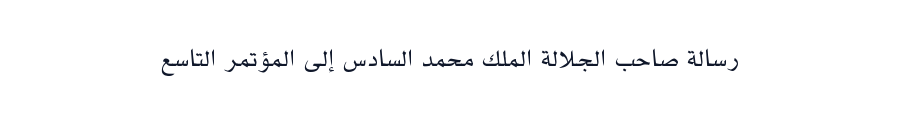 رسالة صاحب الجلالة الملك محمد السادس إلى المؤتمر التاسع